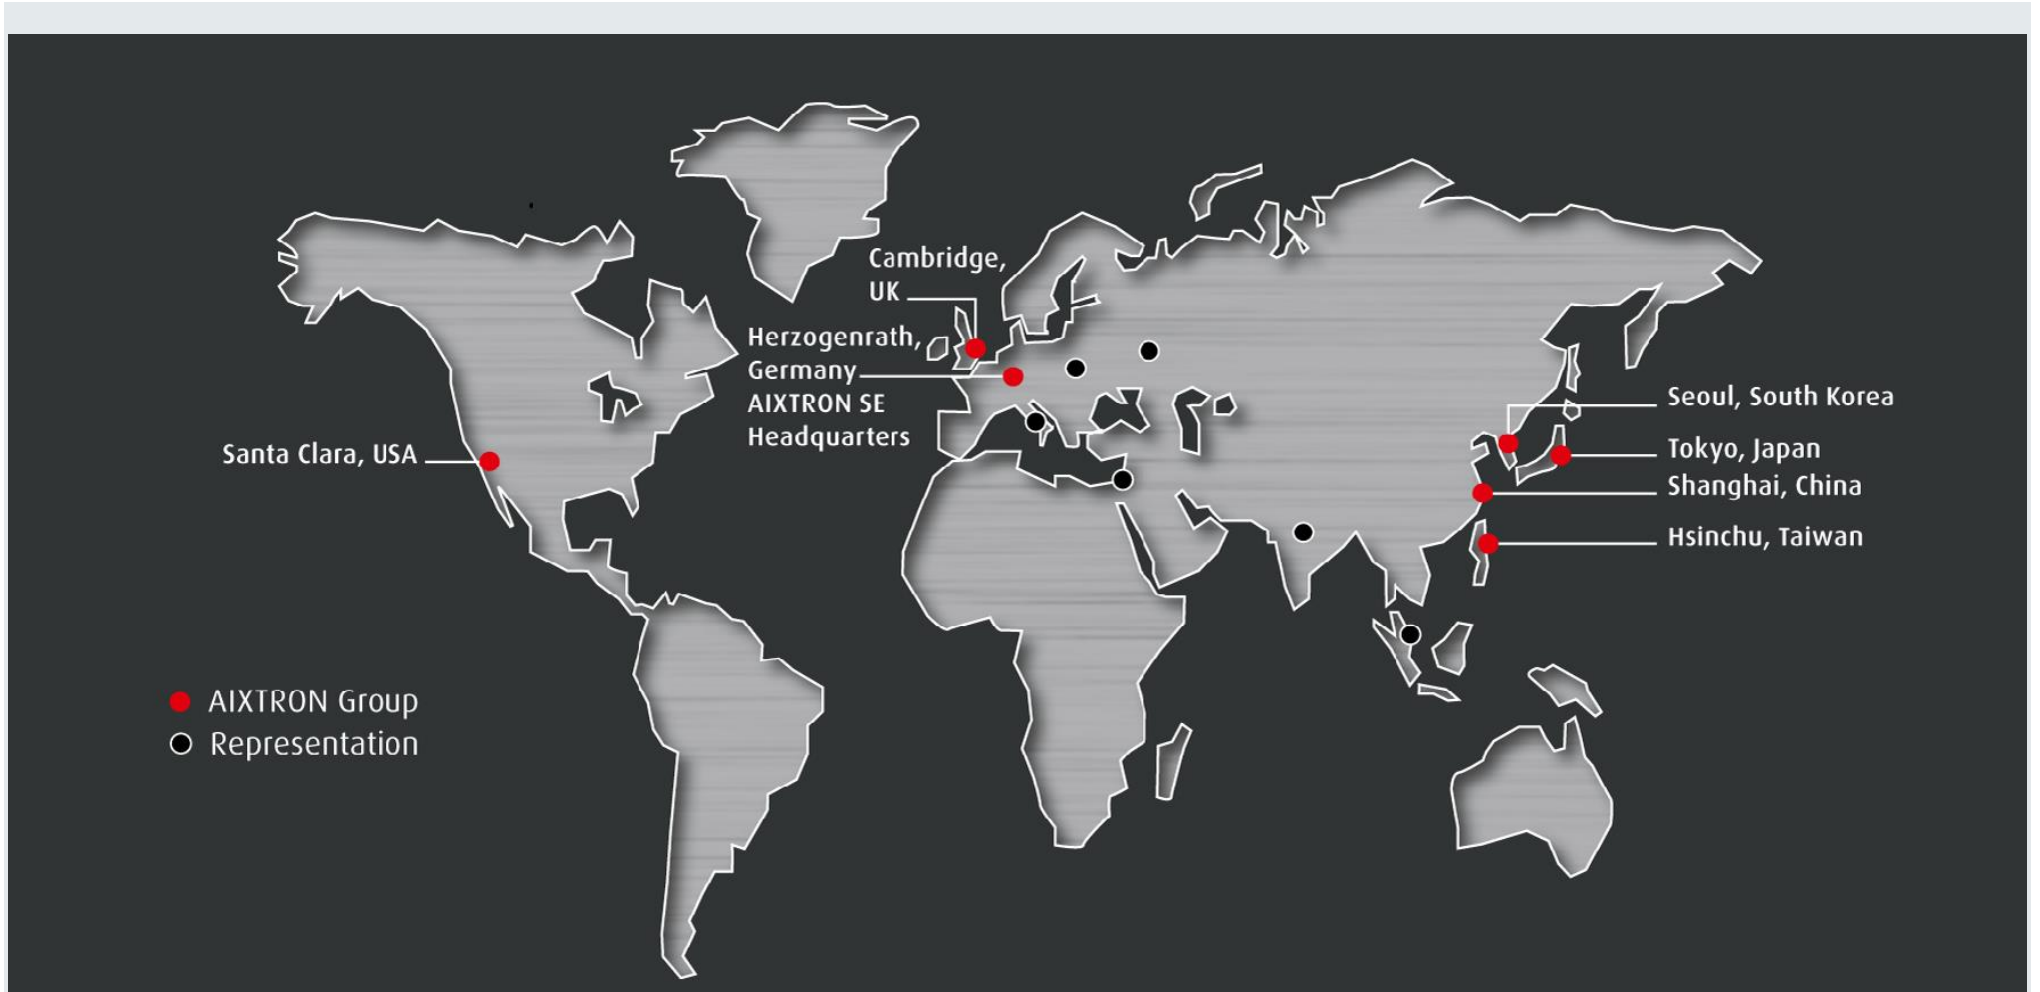 Cambridge,
UK
Herzogenrath,
Germany
AIXTRON SE
Headquarters
Santa Clara, USA
Seoul, South Korea
Tokyo, Japan
Shanghai, China
Hsinchu, Taiwan
AIXTRON Group
Representation